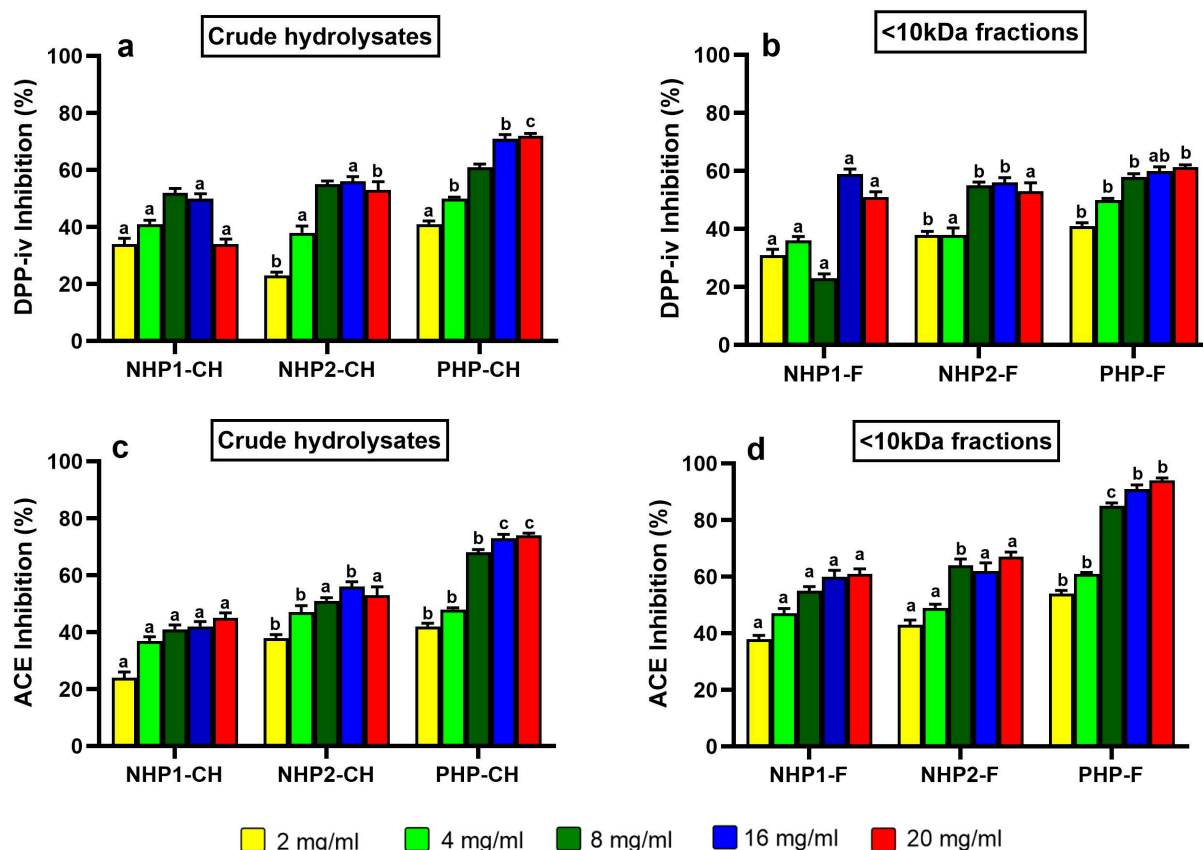 a
Crude hydrolysates
DPP-iv Inhibition (%)
100
80
60
40
20
0
a a a a
b a a b
a b b c
NHP1-CH NHP2-CH PHP-CH
b
<10kDa fractions
DPP-iv Inhibition (%)
100
80
60
40
20
0
a a a a
b a b b a
b b b ab b
NHP1-F NHP2-F PHP-F
c
Crude hydrolysates
ACE Inhibition (%)
100
80
60
40
20
0
a a a a a
b b a b a
b b b c c
NHP1-CH NHP2-CH PHP-CH
d
<10kDa fractions
ACE Inhibition (%)
100
80
60
40
20
0
a a a a a
a a b a a
b b c b b
NHP1-F NHP2-F PHP-F
2 mg/ml 4 mg/ml 8 mg/ml 16 mg/ml 20 mg/ml